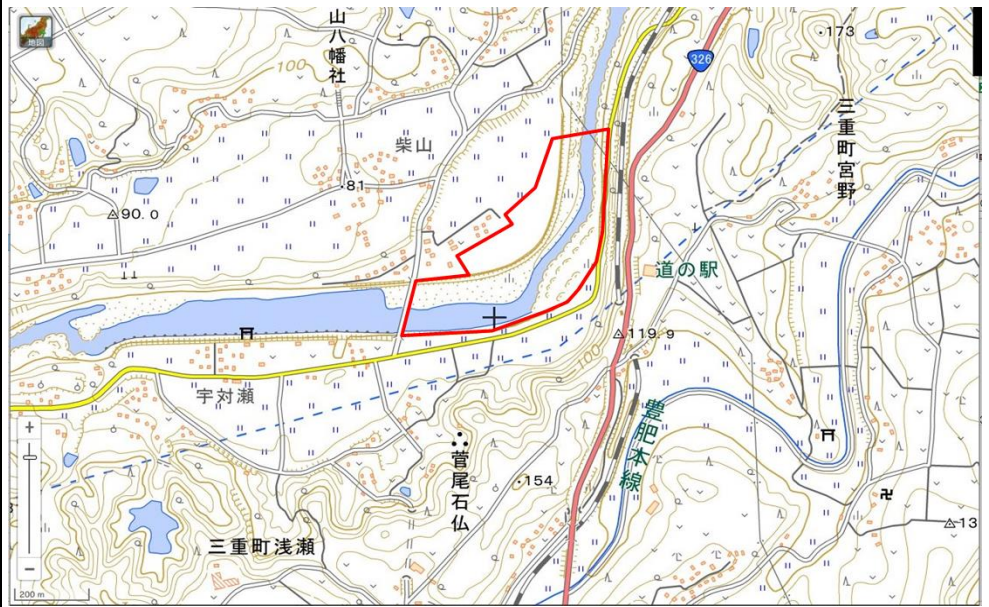 地図
山八幡社
100
柴山
81
90.0
326
173
三重町宮野
道の駅
119.9
100
宇対瀬
豊肥本線
菅尾石仏
154
三重町浅瀬
13
+
−
200 m